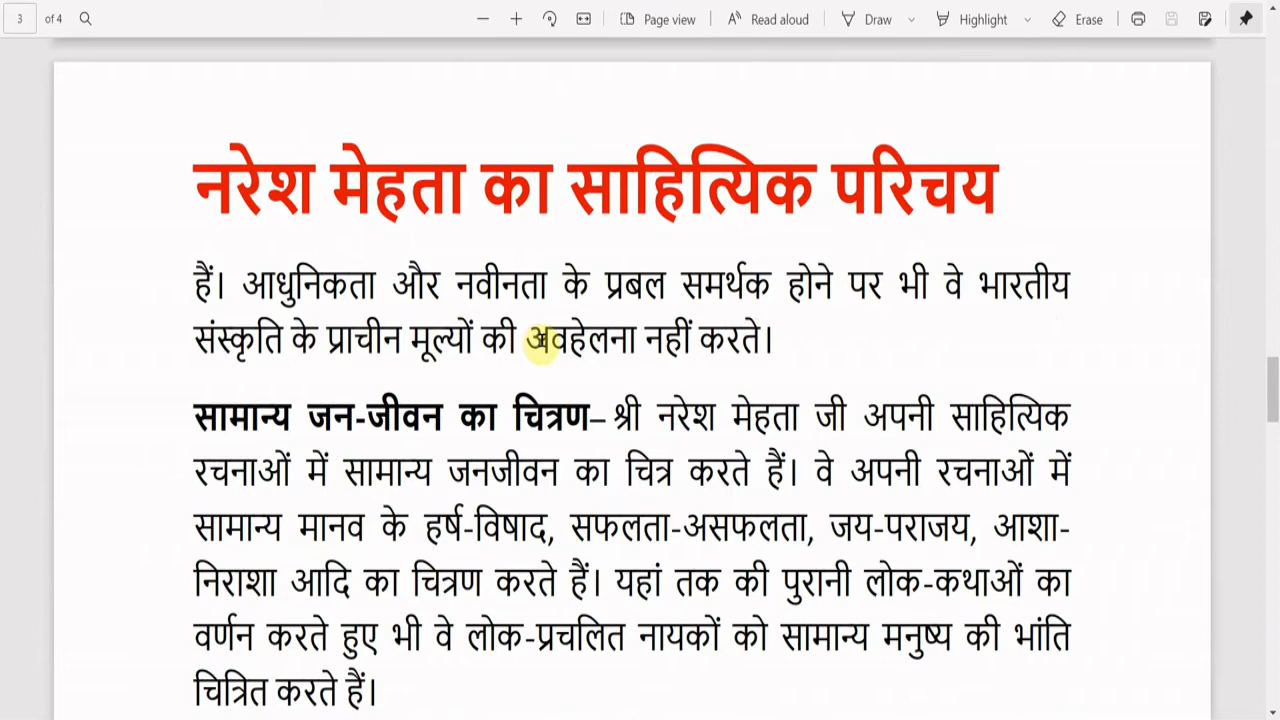 3 of 4 Page view Read aloud Draw Highlight Erase
नरेश मेहता का साहित्यिक परिचय
हैं। आधुनिकता और नवीनता के प्रबल समर्थक होने पर भी वे भारतीय
संस्कृति के प्राचीन मूल्यों की अवहेलना नहीं करते।
सामान्य जन-जीवन का चित्रण– श्री नरेश मेहता जी अपनी साहित्यिक
रचनाओं में सामान्य जनजीवन का चित्र करते हैं। वे अपनी रचनाओं में
सामान्य मानव के हर्ष-विषाद, सफलता-असफलता, जय-पराजय, आशा-
निराशा आदि का चित्रण करते हैं। यहां तक की पुरानी लोक-कथाओं का
वर्णन करते हुए भी वे लोक-प्रचलित नायकों को सामान्य मनुष्य की भांति
चित्रित करते हैं।